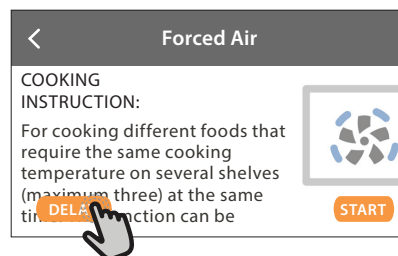 Forced Air
COOKING
INSTRUCTION:
For cooking different foods that
require the same cooking
temperature on several shelves
(maximum three) at the same
can be
START